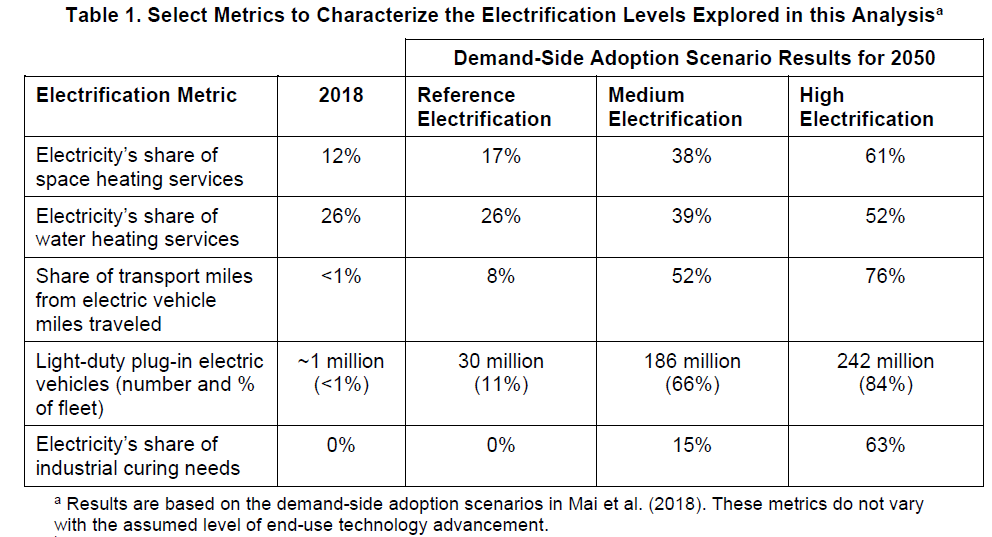 Table 1. Select Metrics to Characterize the Electrification Levels Explored in this Analysisa
Demand-Side Adoption Scenario Results for 2050
Electrification Metric 2018 Reference Electrification Medium Electrification High Electrification
Electricity's share of space heating services 12% 17% 38% 61%
Electricity's share of water heating services 26% 26% 39% 52%
Share of transport miles from electric vehicle miles traveled <1% 8% 52% 76%
Light-duty plug-in electric vehicles (number and % of fleet) ~1 million (<1%) 30 million (11%) 186 million (66%) 242 million (84%)
Electricity's share of industrial curing needs 0% 0% 15% 63%
a Results are based on the demand-side adoption scenarios in Mai et al. (2018). These metrics do not vary
with the assumed level of end-use technology advancement.